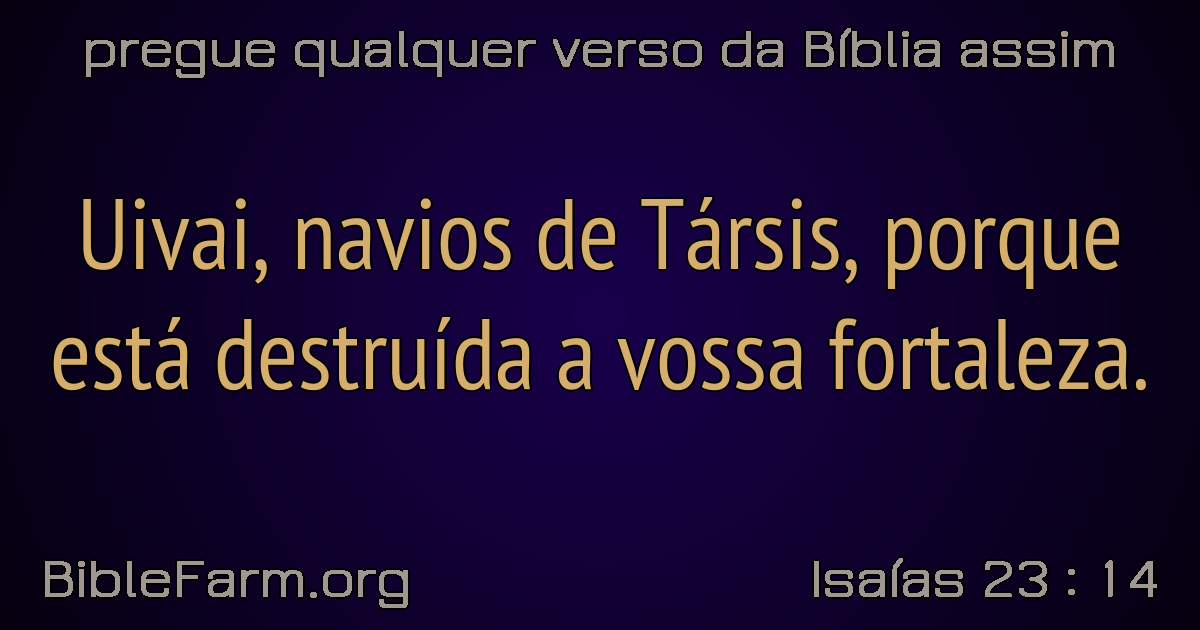 pregue qualquer verso da Bíblia assim
Uivai, navios de Társis, porque
está destruída a vossa fortaleza.
BibleFarm.org
Isaías 23 : 14